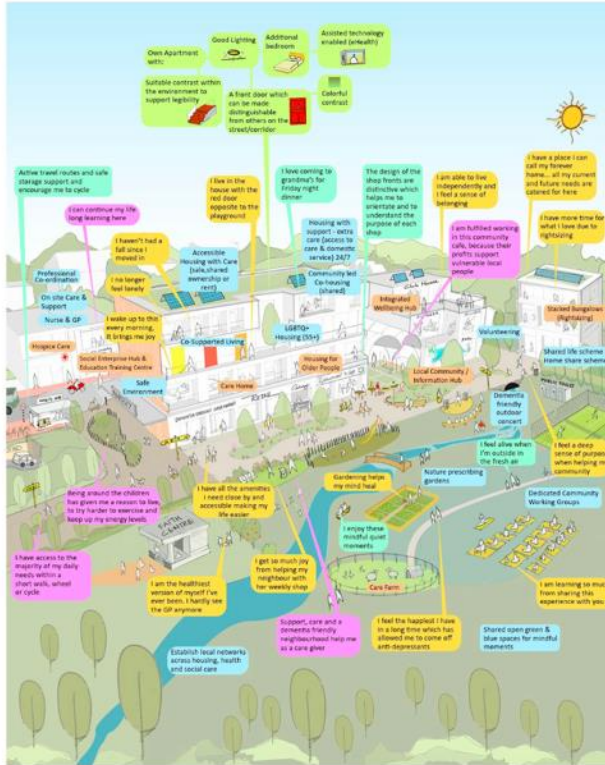 Own Apartment
with:
Good Lighting
Additional
bedroom
Assisted technology
enabled (eHealth)
Suitable contrast within
the environment to
support legibility
A front door which
can be made
distinguishable
from others on the
street/corridor
Colorful
contrast
Active travel routes and safe
storage support and
encourage me to cycle
I can continue my life
long learning here
I live in the
house with the
red door
opposite to the
playground
I love coming to
grandma's for
Friday night
dinner
The design of the
shop fronts are
distinctive which
helps me to
orientate and to
understand the
purpose of each
shop
I am able to live
independently and
I feel a sense of
belonging
I have a place I can
call my forever
home... all my current
and future needs are
catered for here
I haven't had a
fall since I
moved in
Accessible
Housing with Care
(safe,shared
ownership or
rent)
Housing with
support - extra
care (access to
care & domestic
service) 24/7
I am fulfilled working
in this community
cafe, because their
profits support
vulnerable local
people
I have more time for
what I love due to
rightsizing
Professional
Co-ordination
I no longer
feel lonely
Community led
Co-housing
(shared)
Integrated
Wellbeing Hub
Stacked Bungalows
(Rightsizing)
On site Care &
Support
Nurse & GP
I wake up to this
every morning,
it brings me joy
Co-Supported Living
LGBTIQ+
Housing (55+)
Volunteering
Hospice Care
Social Enterprise Hub &
Education Training Centre
Housing for
Older People
Shared life scheme
Home share scheme
Safe
Environment
Care Home
Local Community /
Information Hub
Dementia
friendly
outdoor
concert
I feel alive when
I'm outside in
the fresh air
I feel a deep
sense of purpose
when helping my
community
Being around the children
has given me a reason to live,
to try harder to exercise and
keep up my energy levels
I have all the amenities
I need close by and
accessible making my
life easier
Gardening helps
my mind heal
Nature prescribing
gardens
Dedicated Community
Working Groups
FAITH
CENTRE
I enjoy these
mindful quiet
moments
I have access to the
majority of my daily
needs within a
short walk, wheel
or cycle
I am the healthiest
version of myself I've
ever been. I hardly see
the GP anymore
I get so much joy
from helping my
neighbour with
her weekly shop
Care Farm
I am learning so much
from sharing this
experience with you
Support, care and a
dementia friendly
neighbourhood help me
as a care giver
I feel the happiest I have
in a long time which has
allowed me to come off
anti-depressants
Shared open green &
blue spaces for mindful
moments
Establish local networks
across housing, health
and social care